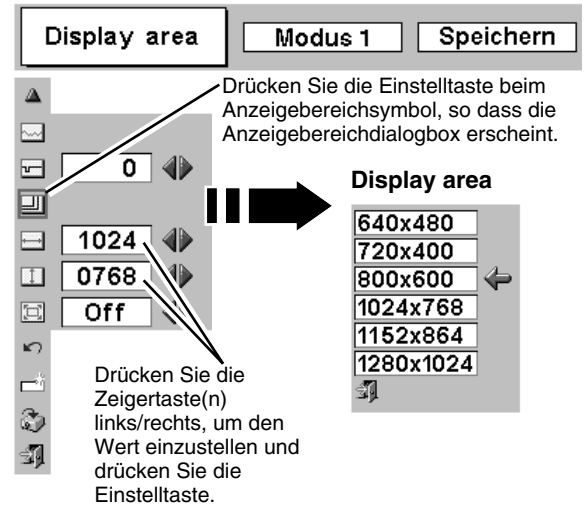 Display area Modus 1 Speichern
Drücken Sie die Einstelltaste beim
Anzeigebereichsymbol, so dass die
Anzeigebereichdialogbox erscheint.
0
1024
0768
Off
Display area
640x480
720x400
800x600
1024x768
1152x864
1280x1024
Drücken Sie die
Zeigertaste(n)
links/rechts, um den
Wert einzustellen und
drücken Sie die
Einstelltaste.